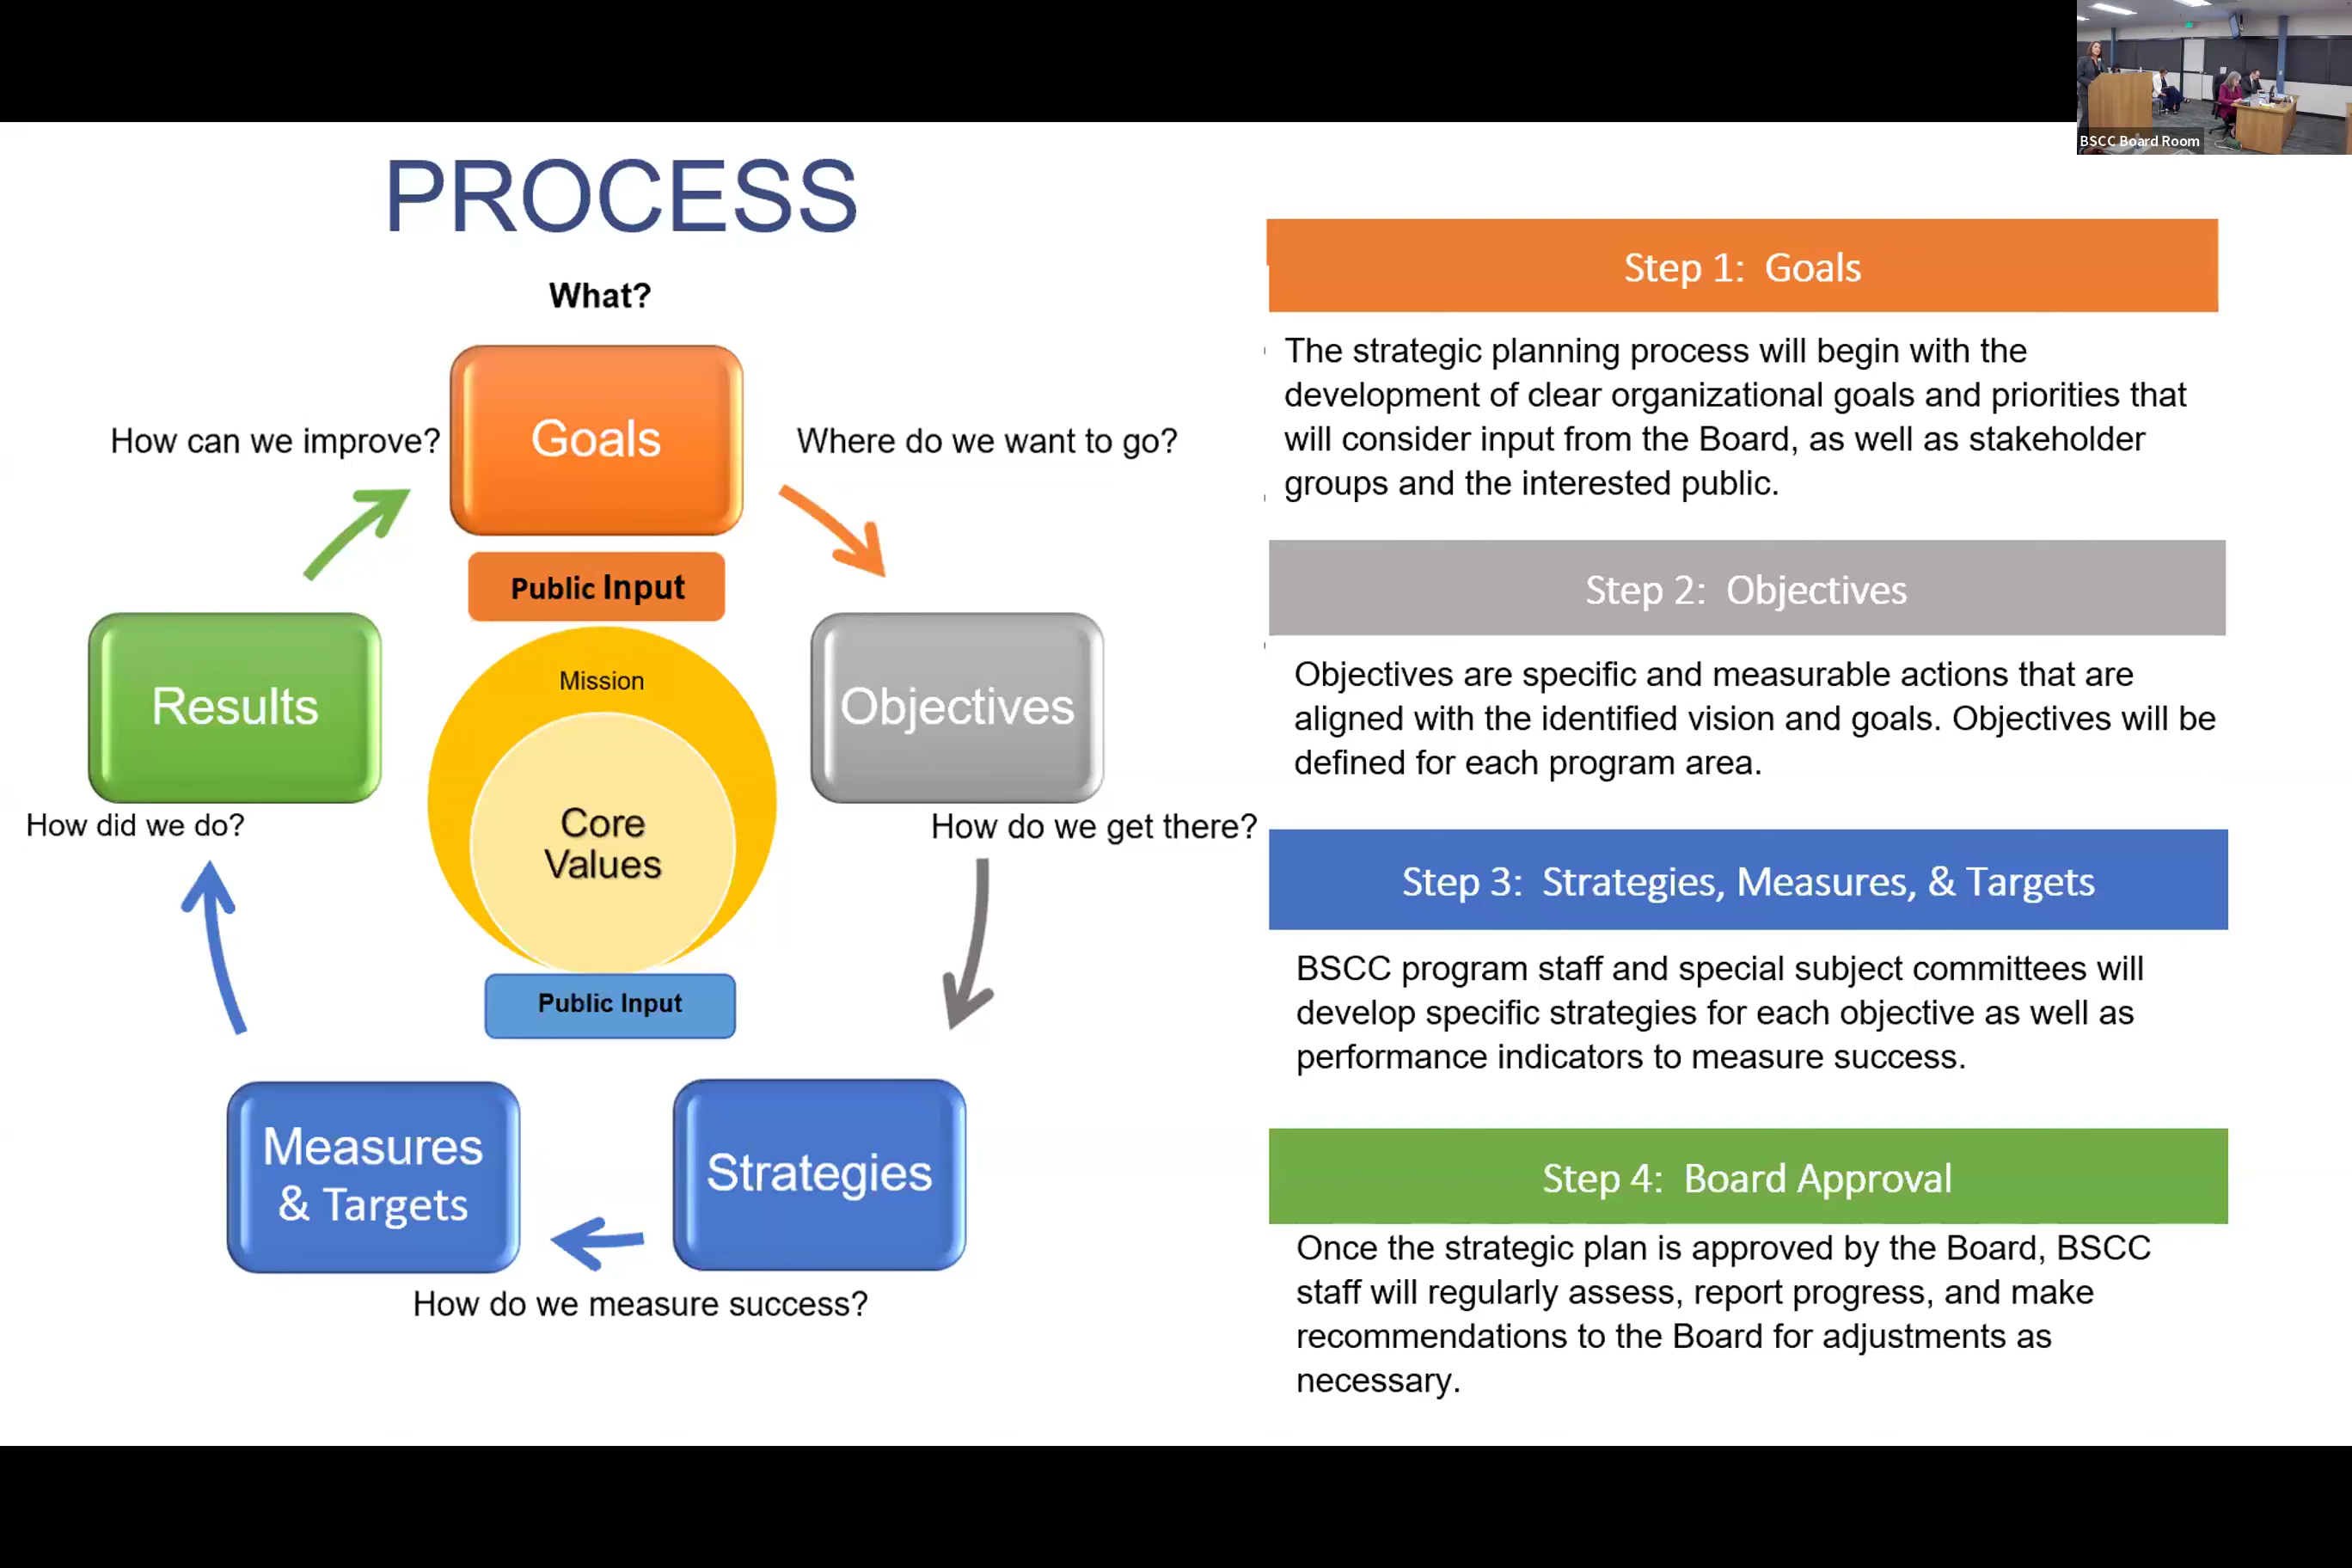 BSCC Board Room
PROCESS
What?
Goals
How can we improve?
Where do we want to go?
Public Input
Results
Mission
Objectives
Core
Values
How did we do?
How do we get there?
Public Input
Measures
& Targets
Strategies
How do we measure success?
Step 1: Goals
The strategic planning process will begin with the
development of clear organizational goals and priorities that
will consider input from the Board, as well as stakeholder
groups and the interested public.
Step 2: Objectives
Objectives are specific and measurable actions that are
aligned with the identified vision and goals. Objectives will be
defined for each program area.
Step 3: Strategies, Measures, & Targets
BSCC program staff and special subject committees will
develop specific strategies for each objective as well as
performance indicators to measure success.
Step 4: Board Approval
Once the strategic plan is approved by the Board, BSCC
staff will regularly assess, report progress, and make
recommendations to the Board for adjustments as
necessary.